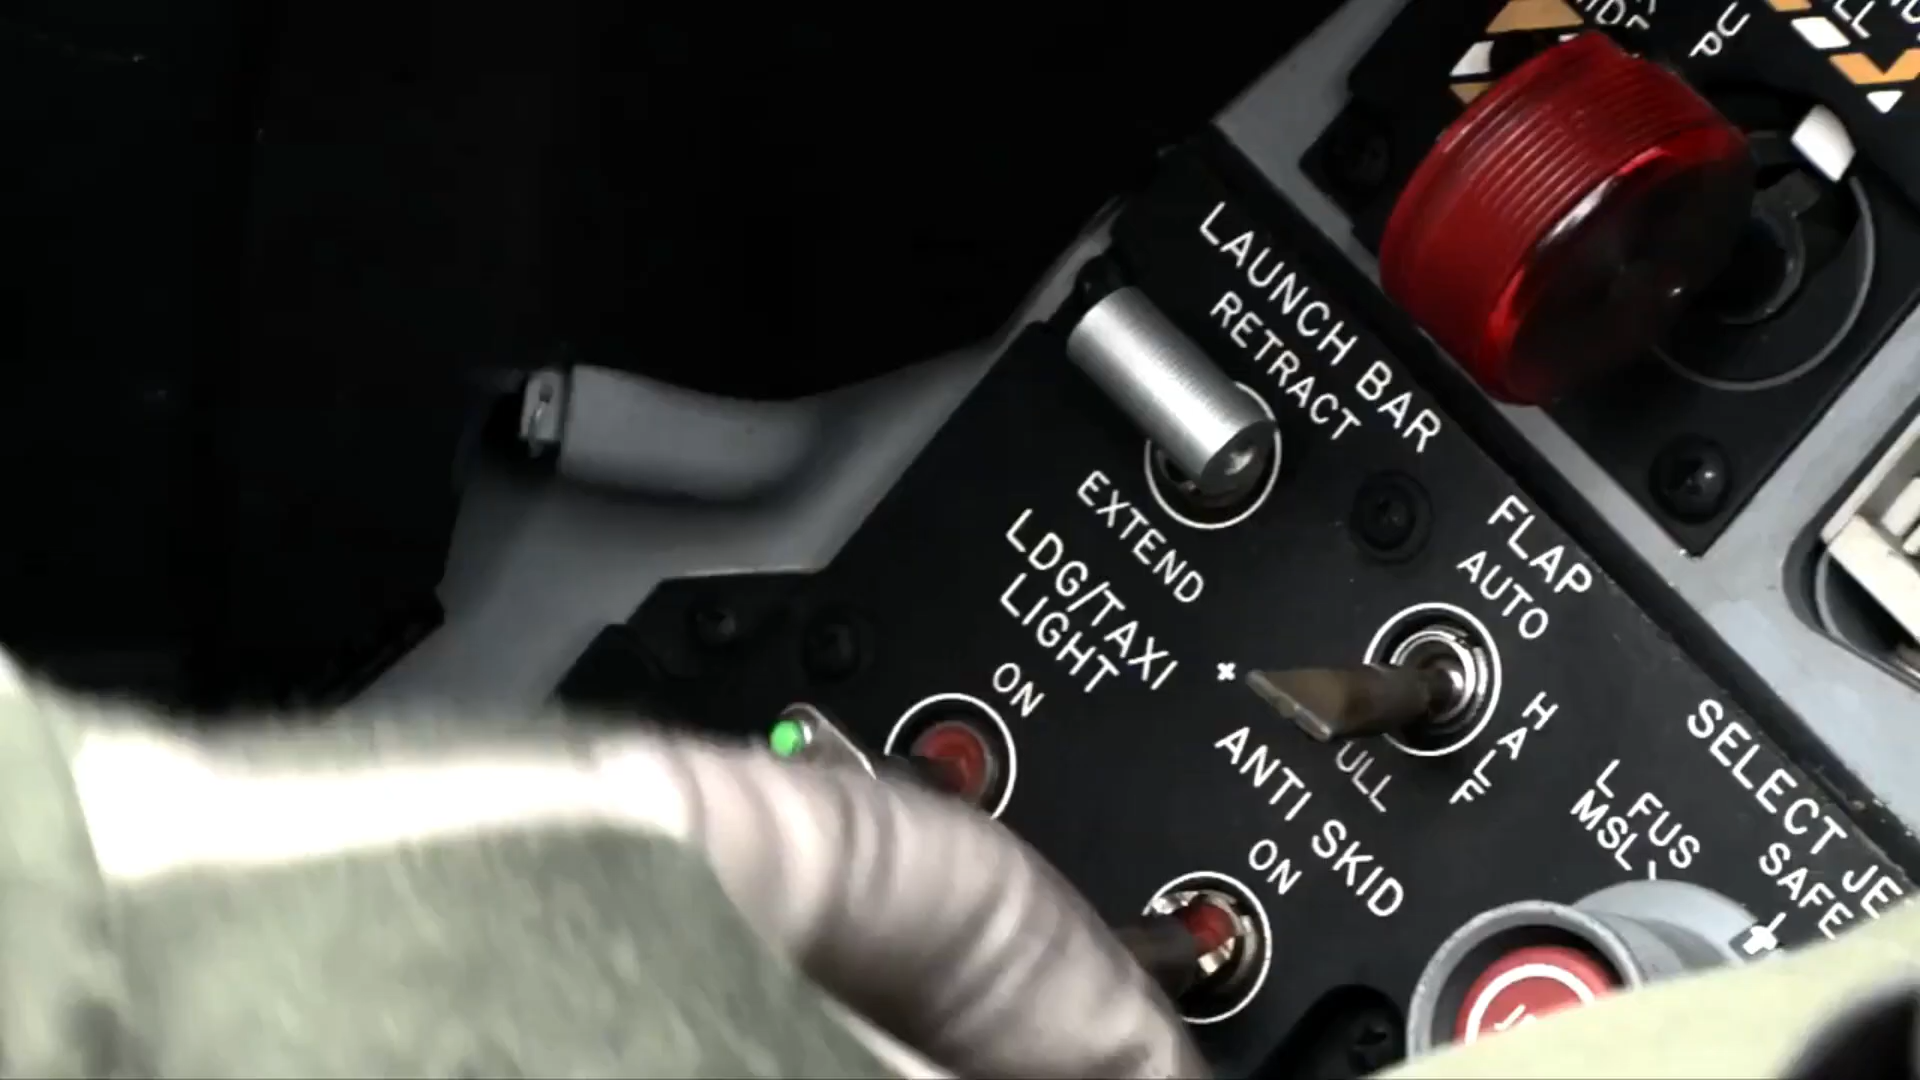 UP
LAUNCH BAR
RETRACT
EXTEND
LDG/TAXI
LIGHT
ON
FLAP
AUTO
HALF
ULL
ANTI SKID
ON
SELECT JE
L FUS
MSL
SAFE